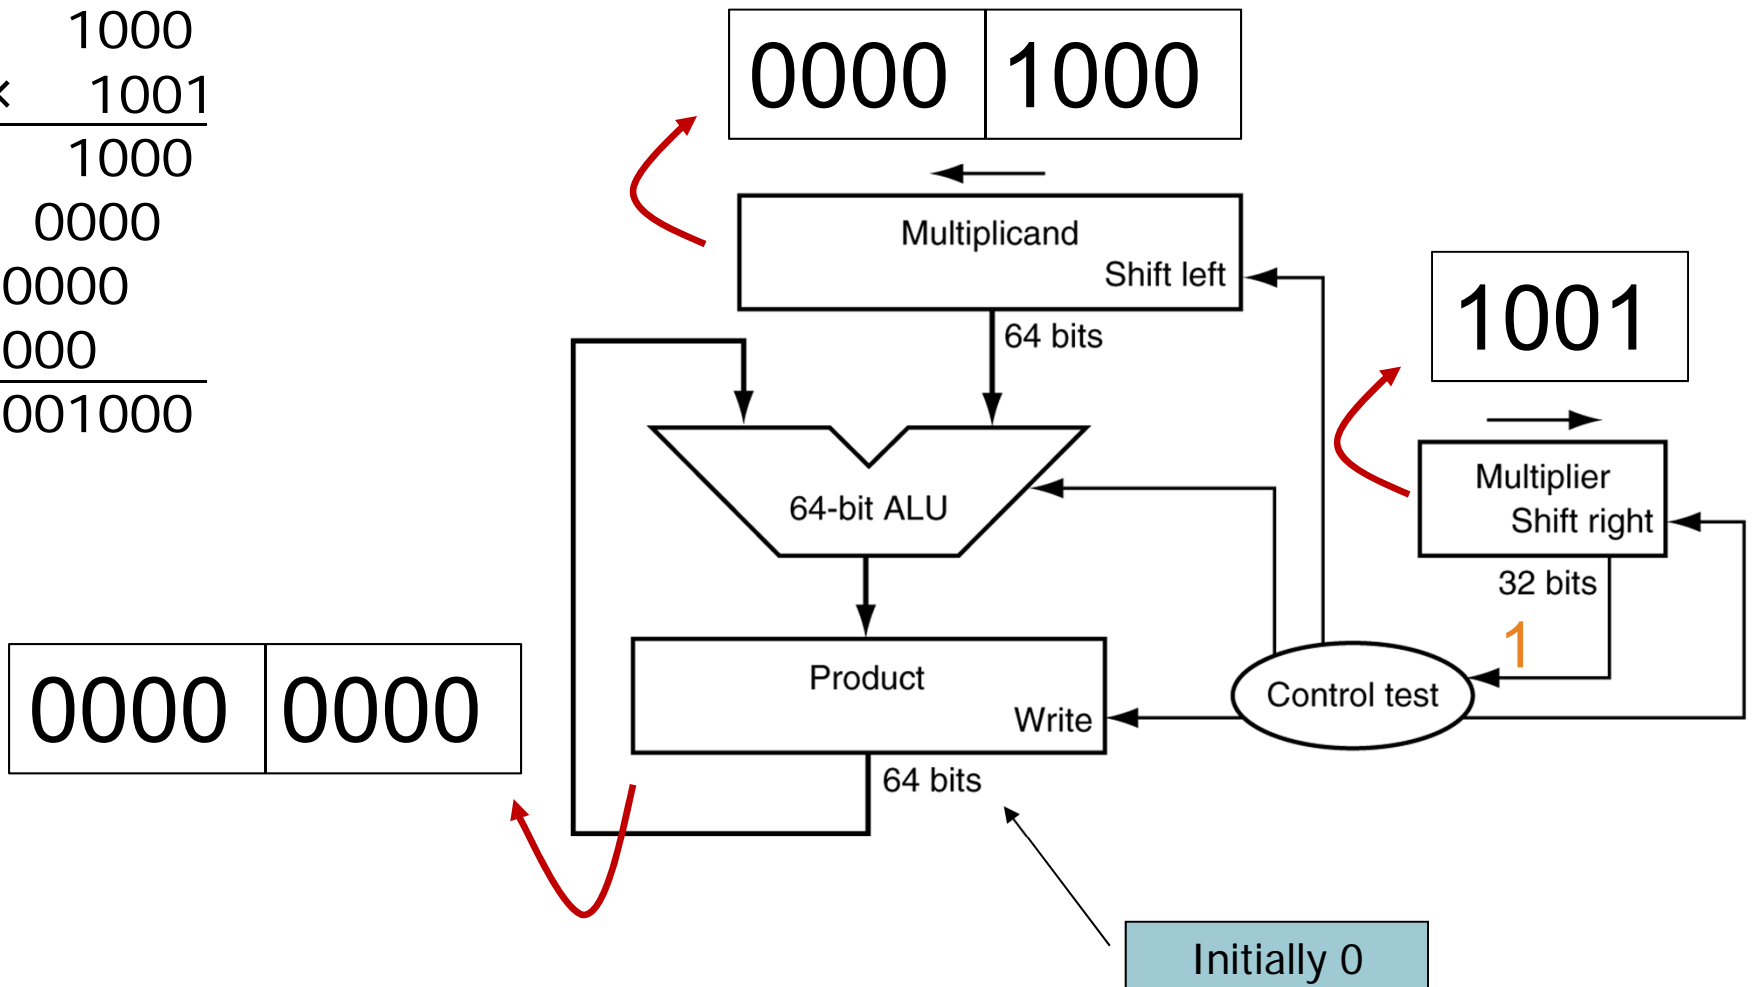 1000
× 1001
1000
0000
0000
000
001000
0000 1000
Multiplicand
Shift left
64 bits
1001
Multiplier
Shift right
32 bits
1
64-bit ALU
Product
Write
Control test
64 bits
0000 0000
Initially 0